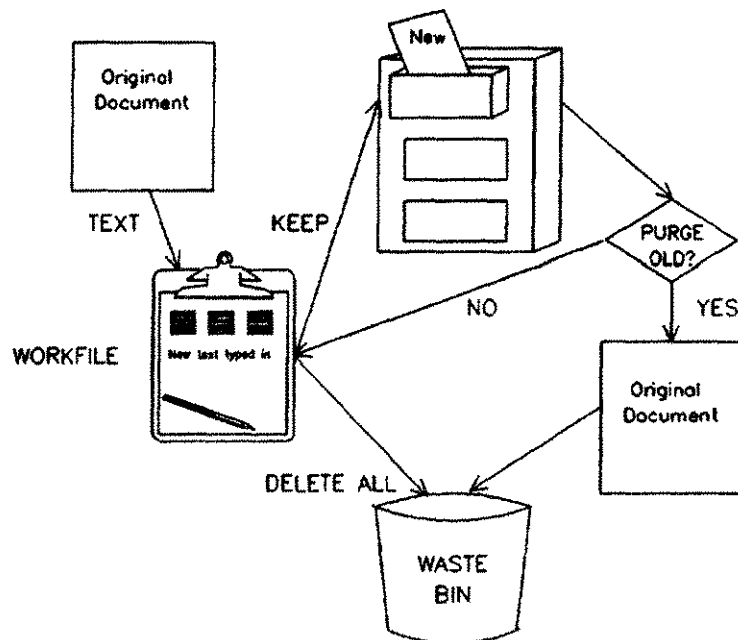 New
Original
Document
TEXT
KEEP
PURGE
OLD?
NO
YES
WORKFILE
New text typed in
Original
Document
DELETE ALL
WASTE
BIN